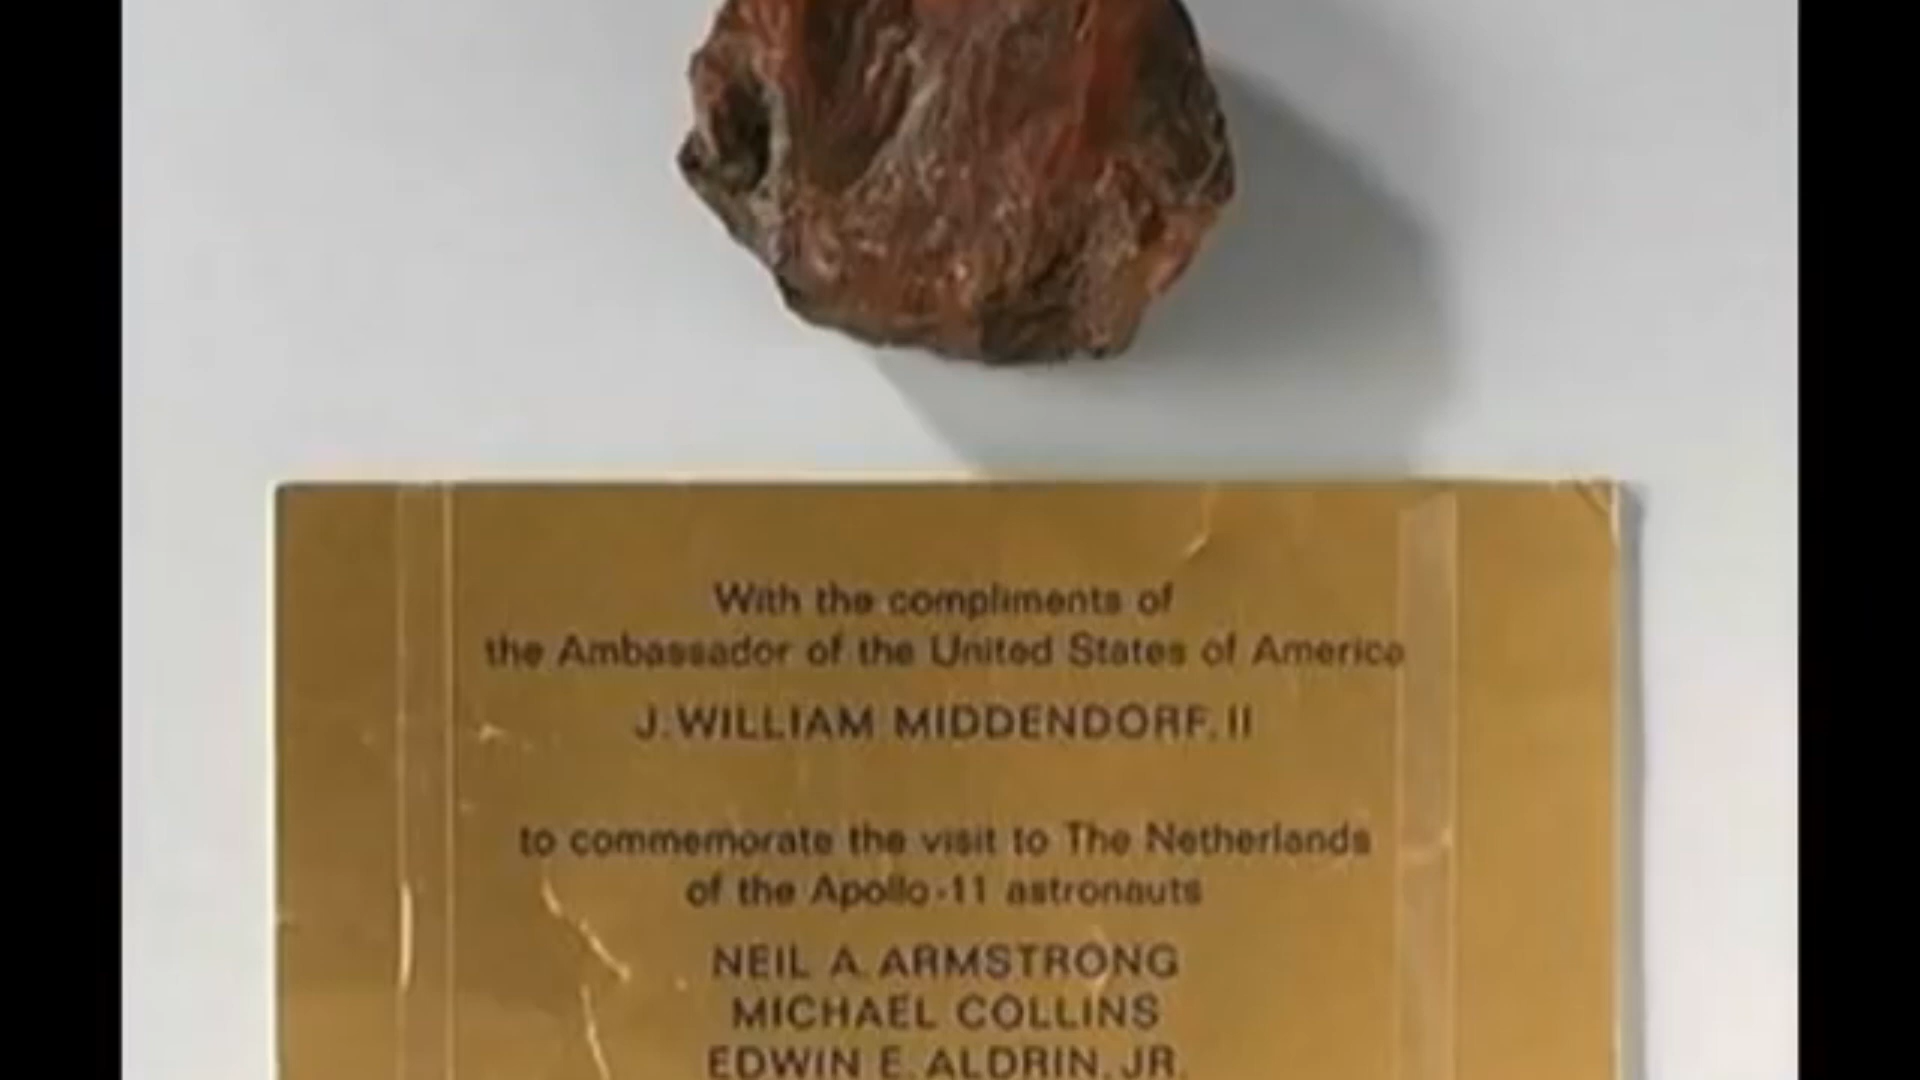 With the compliments of
the Ambassador of the United States of America
J. WILLIAM MIDDENDORF, II
to commemorate the visit to The Netherlands
of the Apollo-11 astronauts
NEIL A. ARMSTRONG
MICHAEL COLLINS
EDWIN E. ALDRIN, JR.